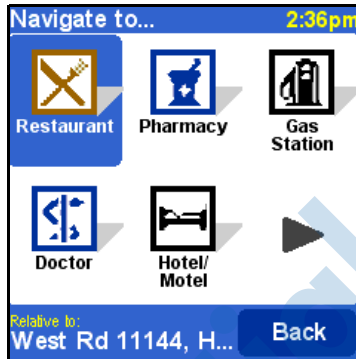 Navigate to... 2:36pm
Restaurant Pharmacy Gas
Station
Doctor Hotel/
Motel
Relative to:
West Rd 11144, H... Back